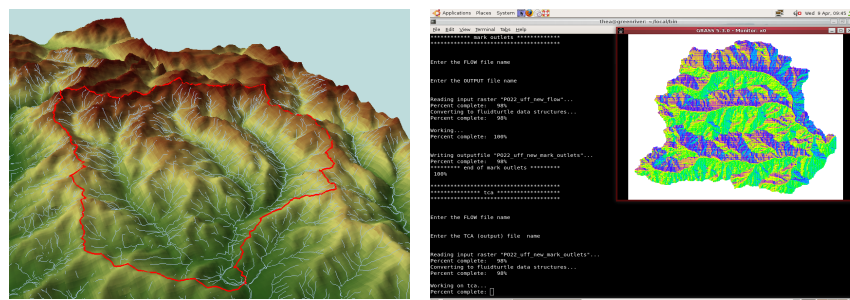 Applications Places System
Wed 9 Apr, 09:45
thea@greenriver: ~/local/bin
File Edit View Terminal Tabs Help
GRASS 5.3.0 - Monitor: x0
************ mark outlets ************
**************************************
Enter the FLOW file name
Enter the OUTPUT file name
Reading input raster "PO22_uff_new_flow"...
Percent complete: 98%
Converting to fluidturtle data structures...
Percent complete: 98%
Working...
Percent complete: 100%
Writing outputfile "PO22_uff_new_mark_outlets"...
Percent complete: 98%
********* end of mark outlets *********
100%
**************************************
**************** tca *****************
**************************************
Enter the FLOW file name
Enter the TCA (output) file name
Reading input raster "PO22_uff_new_mark_outlets"...
Percent complete: 98%
Converting to fluidturtle data structures...
Percent complete: 98%
Working on tca...
Percent complete: